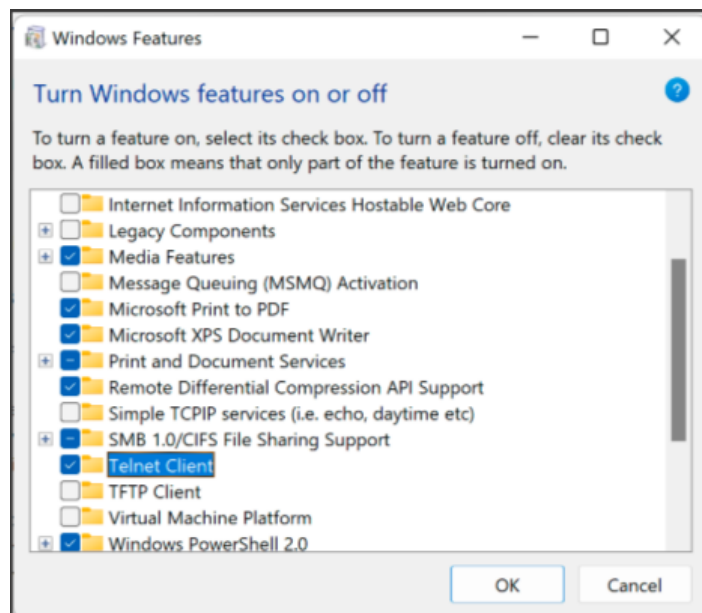 Windows Features
Turn Windows features on or off
?
To turn a feature on, select its check box. To turn a feature off, clear its check
box. A filled box means that only part of the feature is turned on.
Internet Information Services Hostable Web Core
Legacy Components
Media Features
Message Queuing (MSMQ) Activation
Microsoft Print to PDF
Microsoft XPS Document Writer
Print and Document Services
Remote Differential Compression API Support
Simple TCPIP services (i.e. echo, daytime etc)
SMB 1.0/CIFS File Sharing Support
Telnet Client
TFTP Client
Virtual Machine Platform
Windows PowerShell 2.0
OK Cancel